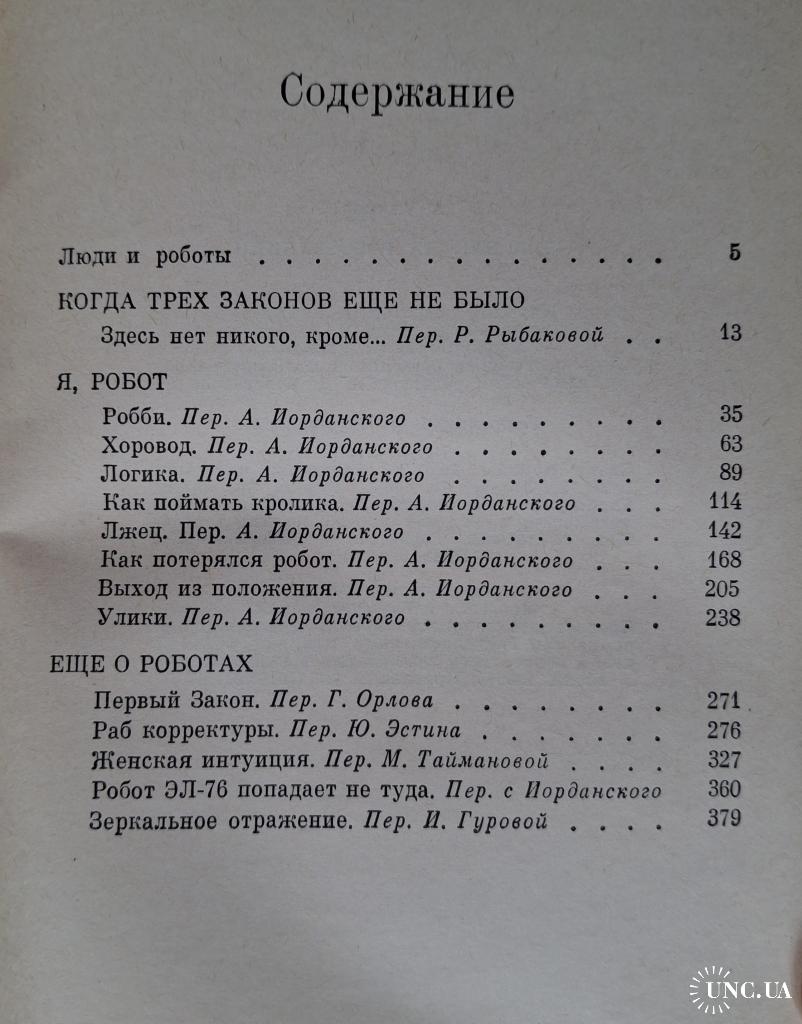 Содержание
Люди и роботы . . . . . . . . . . . . . . . 5
КОГДА ТРЕХ ЗАКОНОВ ЕЩЕ НЕ БЫЛО
Здесь нет никого, кроме... Пер. Р. Рыбаковой . . 13
Я, РОБОТ
Робби. Пер. А. Иорданского . . . . . . . . . 35
Хоровод. Пер. А. Иорданского . . . . . . . . 63
Логика. Пер. А. Иорданского . . . . . . . . 89
Как поймать кролика. Пер. А. Иорданского . . . 114
Лжец. Пер. А. Иорданского . . . . . . . . . 142
Как потерялся робот. Пер. А. Иорданского . . . 168
Выход из положения. Пер. А. Иорданского . . . 205
Улики. Пер. А. Иорданского . . . . . . . . . 238
ЕЩЕ О РОБОТАХ
Первый Закон. Пер. Г. Орлова . . . . . . . . 271
Раб корректуры. Пер. Ю. Эстина . . . . . . . 276
Женская интуиция. Пер. М. Таймановой . . . . 327
Робот ЭЛ-76 попадает не туда. Пер. с Иорданского 360
Зеркальное отражение. Пер. И. Гуровой . . . . 379
UNC.UA